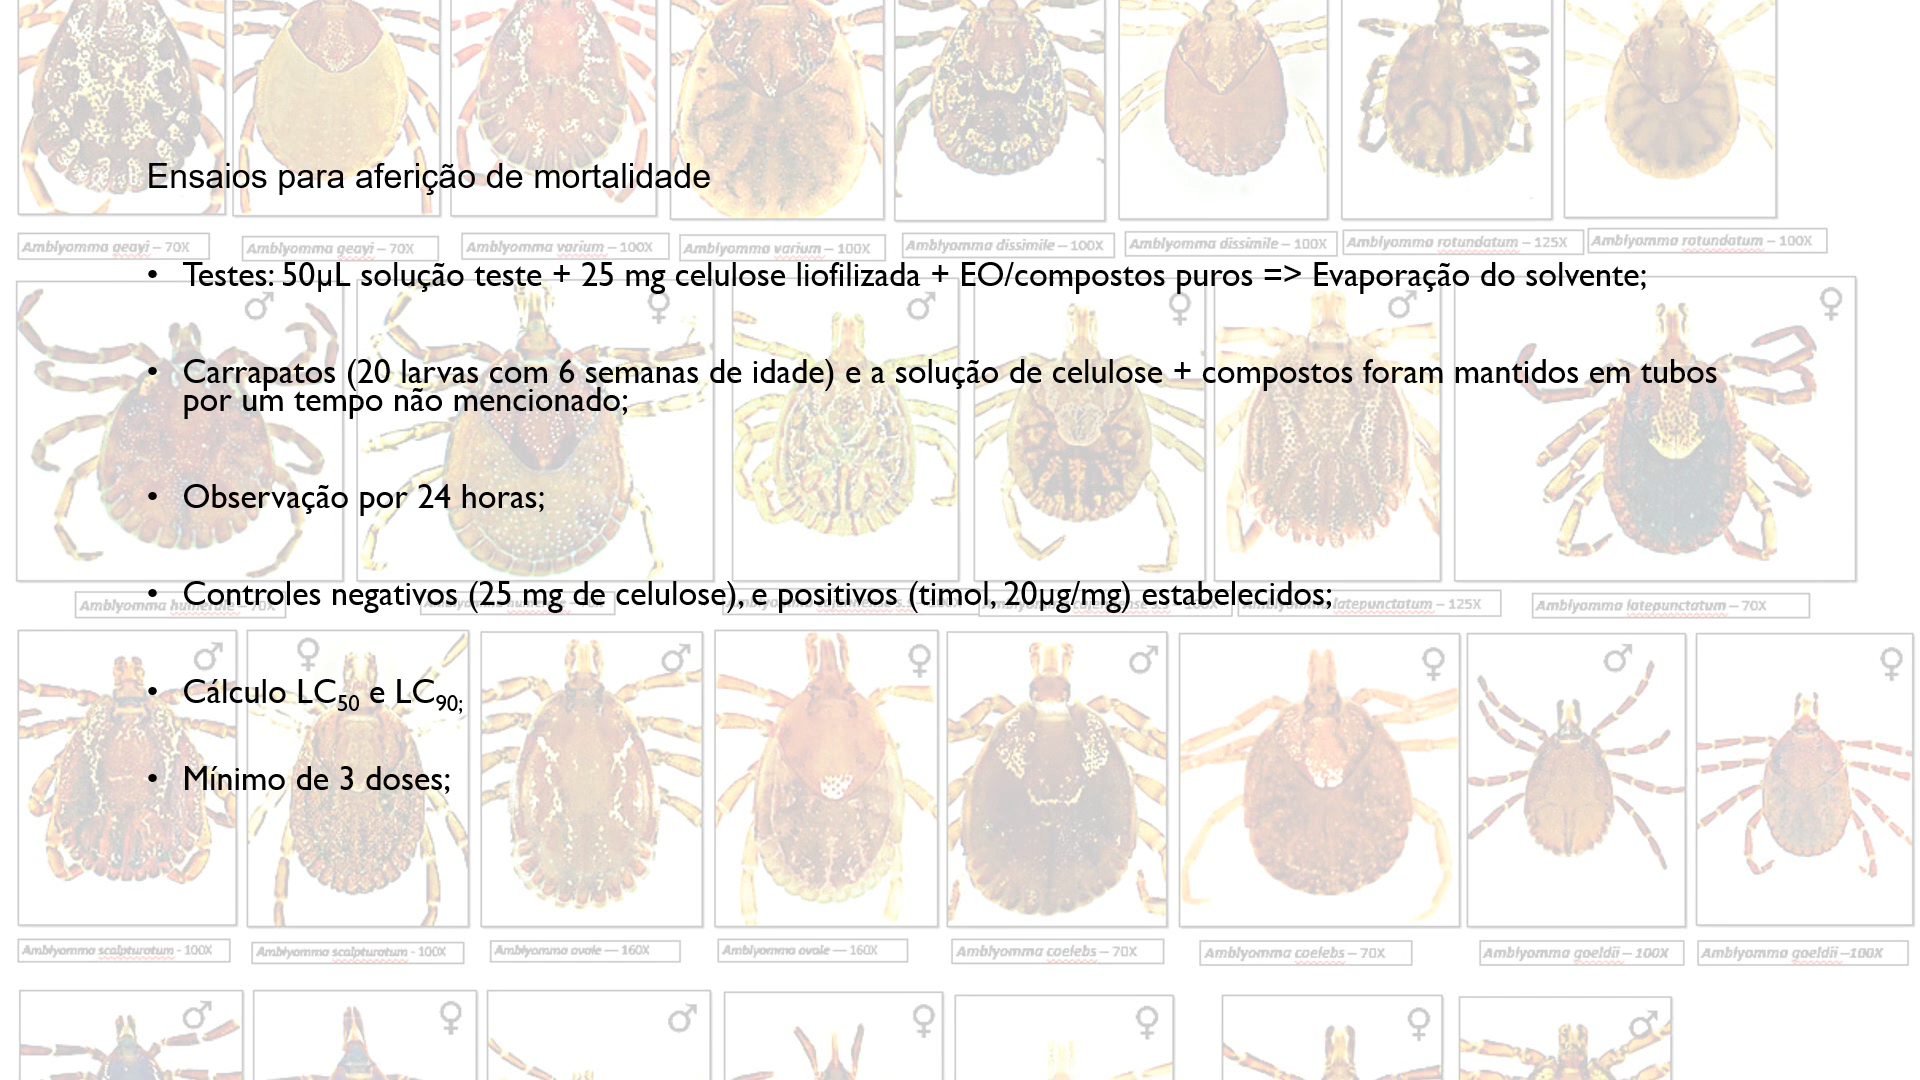 Ensaios para aferição de mortalidade
Amblyomma geayi – 70X
Amblyomma geayi – 70X
Amblyomma varium – 100X
Amblyomma varium – 100X
Amblyomma dissimile – 100X
Amblyomma dissimile – 100X
Amblyomma rotundatum – 125X
Amblyomma rotundatum – 100X
• Testes: 50µL solução teste + 25 mg celulose liofilizada + EO/compostos puros => Evaporação do solvente;
♂ ♀ ♂ ♀ ♂ ♀
• Carrapatos (20 larvas com 6 semanas de idade) e a solução de celulose + compostos foram mantidos em tubos
por um tempo não mencionado;
• Observação por 24 horas;
• Controles negativos (25 mg de celulose), e positivos (timol, 20µg/mg) estabelecidos;
Amblyomma humerale – 70X
latepunctatum – 125X
Amblyomma latepunctatum – 70X
♂ ♀ ♂ ♀ ♂ ♀ ♂ ♀
• Cálculo LC50 e LC90;
• Mínimo de 3 doses;
Amblyomma scalpturatum - 100X
Amblyomma scalpturatum - 100X
Amblyomma ovale — 160X
Amblyomma ovale — 160X
Amblyomma coelebs – 70X
Amblyomma coelebs – 70X
Amblyomma goeldii – 100X
Amblyomma goeldii –100X
♂ ♀ ♂ ♀ ♀ ♀ ♂